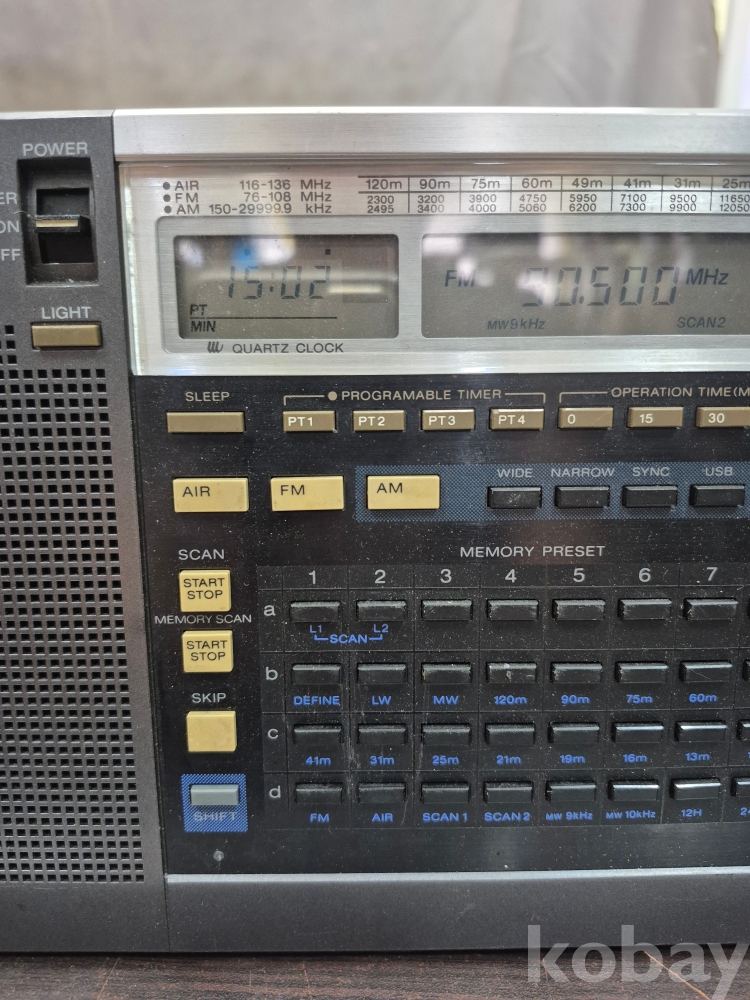 POWER
ON
LIGHT
AIR 116-136 MHz
FM 76-108 MHz
AM 150-29999.9 kHz
120m 90m 75m 60m 49m 41m 31m 25m
2300 3200 3900 4750 5950 7100 9500 11650
2495 3400 4000 5060 6200 7300 9900 12050
15:02
PT
MIN
FM 90.500 MHz
MW9kHz SCAN2
QUARTZ CLOCK
SLEEP
PROGRAMABLE TIMER
OPERATION TIME(M
PT1 PT2 PT3 PT4 0 15 30
AIR FM AM
WIDE NARROW SYNC USB
SCAN
START
STOP
MEMORY SCAN
START
STOP
SKIP
SHIFT
MEMORY PRESET
1 2 3 4 5 6 7
a
L1 L2
SCAN
b
DEFINE LW MW 120m 90m 75m 60m
c
41m 31m 25m 21m 19m 16m 13m
d
FM AIR SCAN 1 SCAN 2 MW 9kHz MW 10kHz 12H
kobay